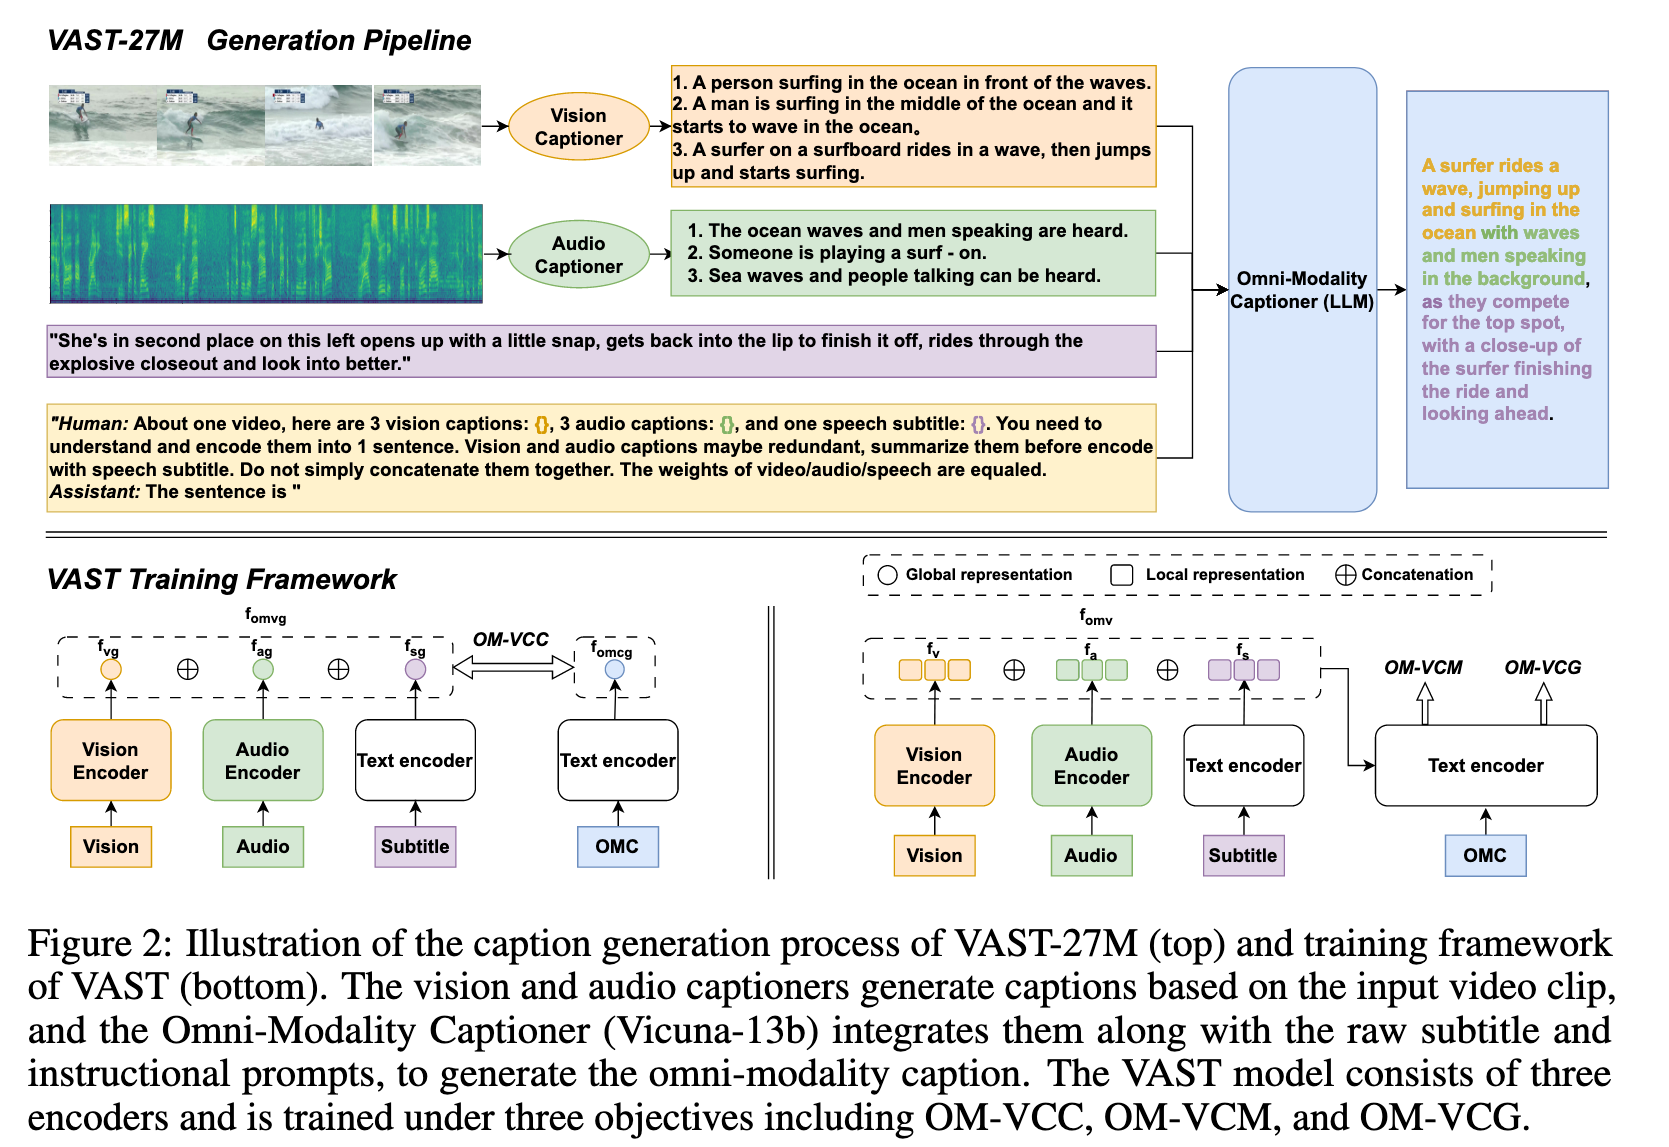 VAST-27M Generation Pipeline
Vision
Captioner
1. A person surfing in the ocean in front of the waves.
2. A man is surfing in the middle of the ocean and it
starts to wave in the ocean。
3. A surfer on a surfboard rides in a wave, then jumps
up and starts surfing.
Audio
Captioner
1. The ocean waves and men speaking are heard.
2. Someone is playing a surf - on.
3. Sea waves and people talking can be heard.
"She's in second place on this left opens up with a little snap, gets back into the lip to finish it off, rides through the
explosive closeout and look into better."
"Human: About one video, here are 3 vision captions: {}, 3 audio captions: {}, and one speech subtitle: {}. You need to
understand and encode them into 1 sentence. Vision and audio captions maybe redundant, summarize them before encode
with speech subtitle. Do not simply concatenate them together. The weights of video/audio/speech are equaled.
Assistant: The sentence is "
Omni-Modality
Captioner (LLM)
A surfer rides a
wave, jumping up
and surfing in the
ocean with waves
and men speaking
in the background,
as they compete
for the top spot,
with a close-up of
the surfer finishing
the ride and
looking ahead.
VAST Training Framework
fomvg
fvg
fag
fsg
OM-VCC
fomcg
Vision
Encoder
Audio
Encoder
Text encoder
Text encoder
Vision
Audio
Subtitle
OMC
Global representation
Local representation
Concatenation
fomv
fv
fa
fs
OM-VCM
OM-VCG
Vision
Encoder
Audio
Encoder
Text encoder
Text encoder
Vision
Audio
Subtitle
OMC
Figure 2: Illustration of the caption generation process of VAST-27M (top) and training framework
of VAST (bottom). The vision and audio captioners generate captions based on the input video clip,
and the Omni-Modality Captioner (Vicuna-13b) integrates them along with the raw subtitle and
instructional prompts, to generate the omni-modality caption. The VAST model consists of three
encoders and is trained under three objectives including OM-VCC, OM-VCM, and OM-VCG.